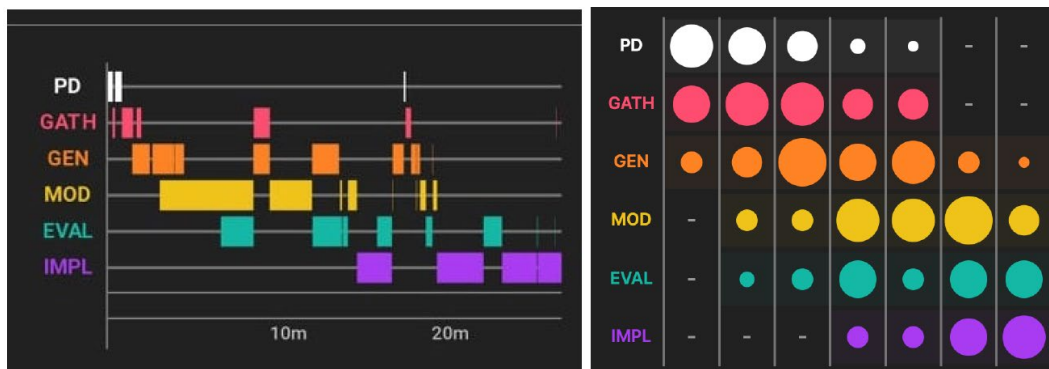 PD
GATH
GEN
MOD
EVAL
IMPL
10m 20m
PD - -
GATH - -
GEN
MOD -
EVAL -
IMPL - - -